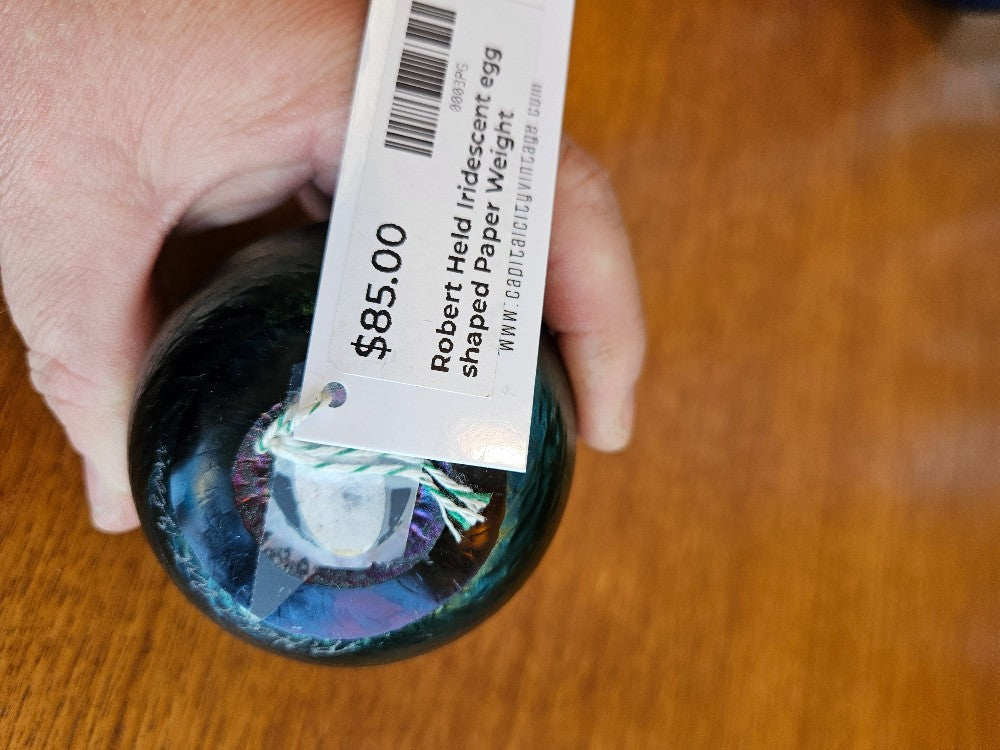 0003PG
$85.00
Robert Held Iridescent egg
shaped Paper Weight
www.capitalcityvintage.com